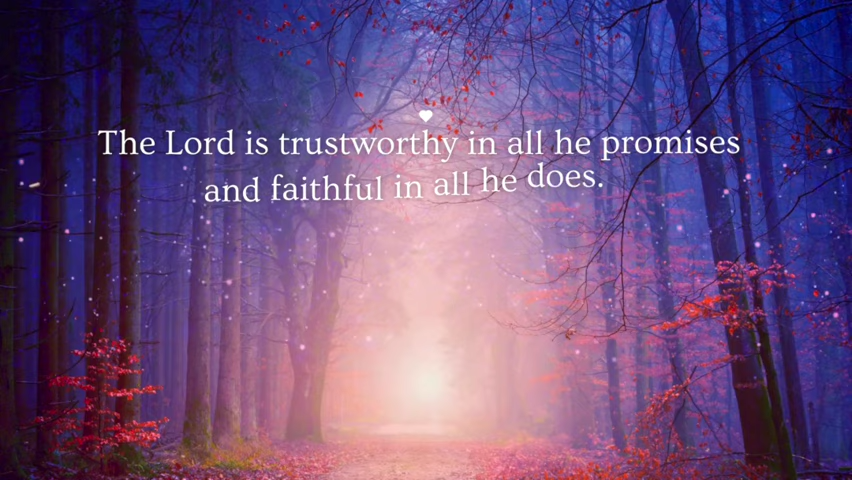 The Lord is trustworthy in all he promises
and faithful in all he does.